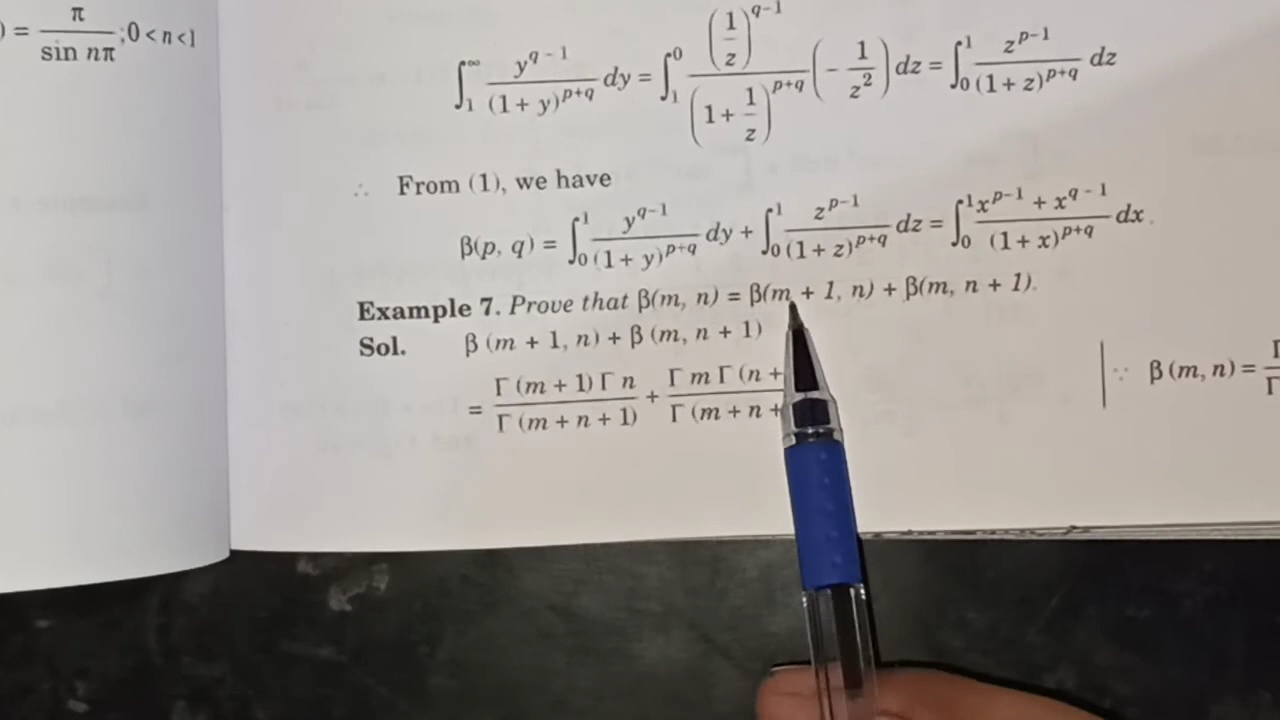 ) = π / sin nπ ; 0 < n < 1
∫₁^∞ y^(q−1) / (1 + y)^(p+q) dy = ∫₁⁰ (1/z)^(q−1) / (1 + 1/z)^(p+q) (− 1/z²) dz = ∫₀¹ z^(p−1) / (1 + z)^(p+q) dz
∴ From (1), we have
β(p, q) = ∫₀¹ y^(q−1) / (1 + y)^(p+q) dy + ∫₀¹ z^(p−1) / (1 + z)^(p+q) dz = ∫₀¹ (x^(p−1) + x^(q−1)) / (1 + x)^(p+q) dx.
Example 7. Prove that β(m, n) = β(m + 1, n) + β(m, n + 1).
Sol. β (m + 1, n) + β (m, n + 1)
= Γ (m + 1) Γ n / Γ (m + n + 1) + Γ m Γ (n + / Γ (m + n + | ∵ β (m, n) = Γ / Γ